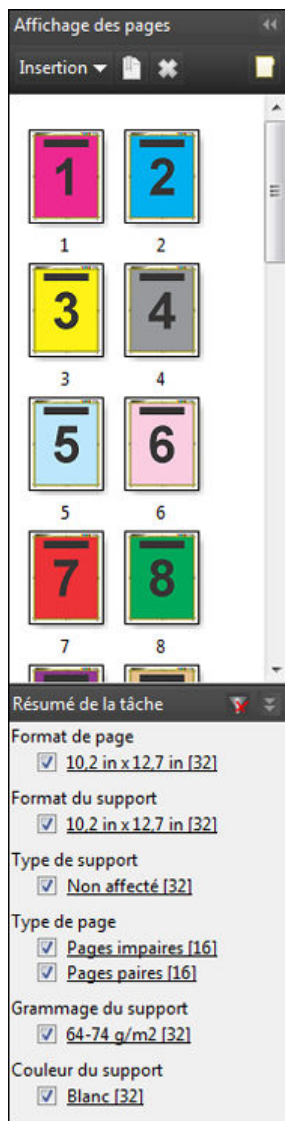 Affichage des pages
Insertion
1 2
1 2
3 4
3 4
5 6
5 6
7 8
7 8
Résumé de la tâche
Format de page
10,2 in x 12,7 in [32]
Format du support
10,2 in x 12,7 in [32]
Type de support
Non affecté [32]
Type de page
Pages impaires [16]
Pages paires [16]
Grammage du support
64-74 g/m2 [32]
Couleur du support
Blanc [32]